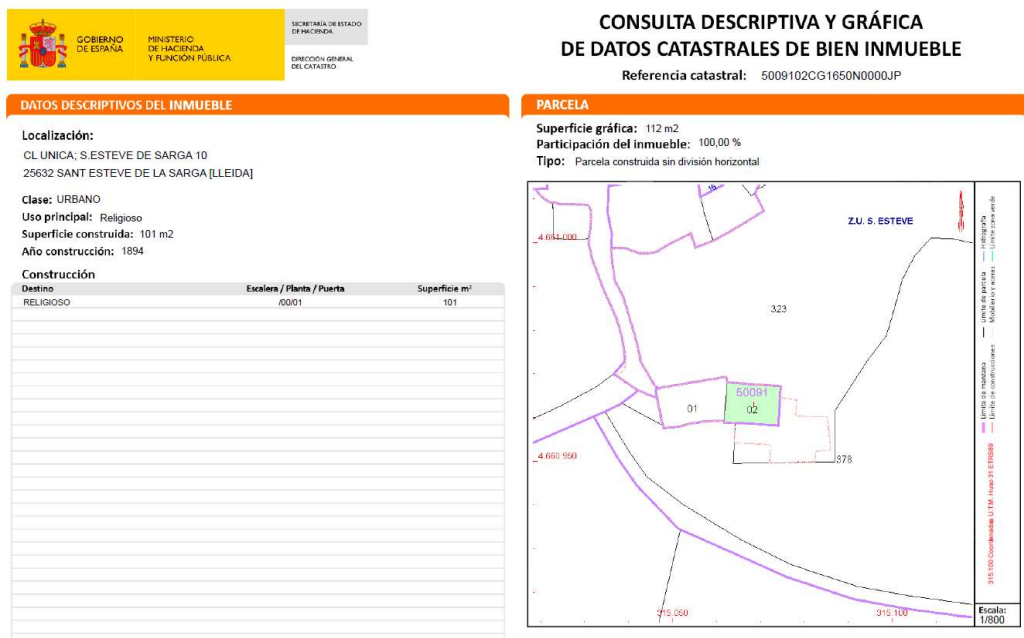 GOBIERNO
DE ESPAÑA
MINISTERIO
DE HACIENDA
Y FUNCIÓN PÚBLICA
SECRETARÍA DE ESTADO
DE HACIENDA
DIRECCIÓN GENERAL
DEL CATASTRO
CONSULTA DESCRIPTIVA Y GRÁFICA
DE DATOS CATASTRALES DE BIEN INMUEBLE
Referencia catastral: 5009102CG1650N0000JP
DATOS DESCRIPTIVOS DEL INMUEBLE
Localización:
CL UNICA; S.ESTEVE DE SARGA 10
25632 SANT ESTEVE DE LA SARGA [LLEIDA]
Clase: URBANO
Uso principal: Religioso
Superficie construida: 101 m2
Año construcción: 1894
Construcción
Destino Escalera / Planta / Puerta Superficie m²
RELIGIOSO /00/01 101
PARCELA
Superficie gráfica: 112 m2
Participación del inmueble: 100,00 %
Tipo: Parcela construida sin división horizontal
16
Z.U. S. ESTEVE
4.661.000
323
50091
01
02
378
4.660.950
315.050
315.100
Hidrografía
Límite zona verde
Límite de parcela
Mobiliario y aceras
Límite de manzana
Límite de construcciones
315.100 Coordenadas U.T.M. Huso 31 ETRS89
Escala:
1/800